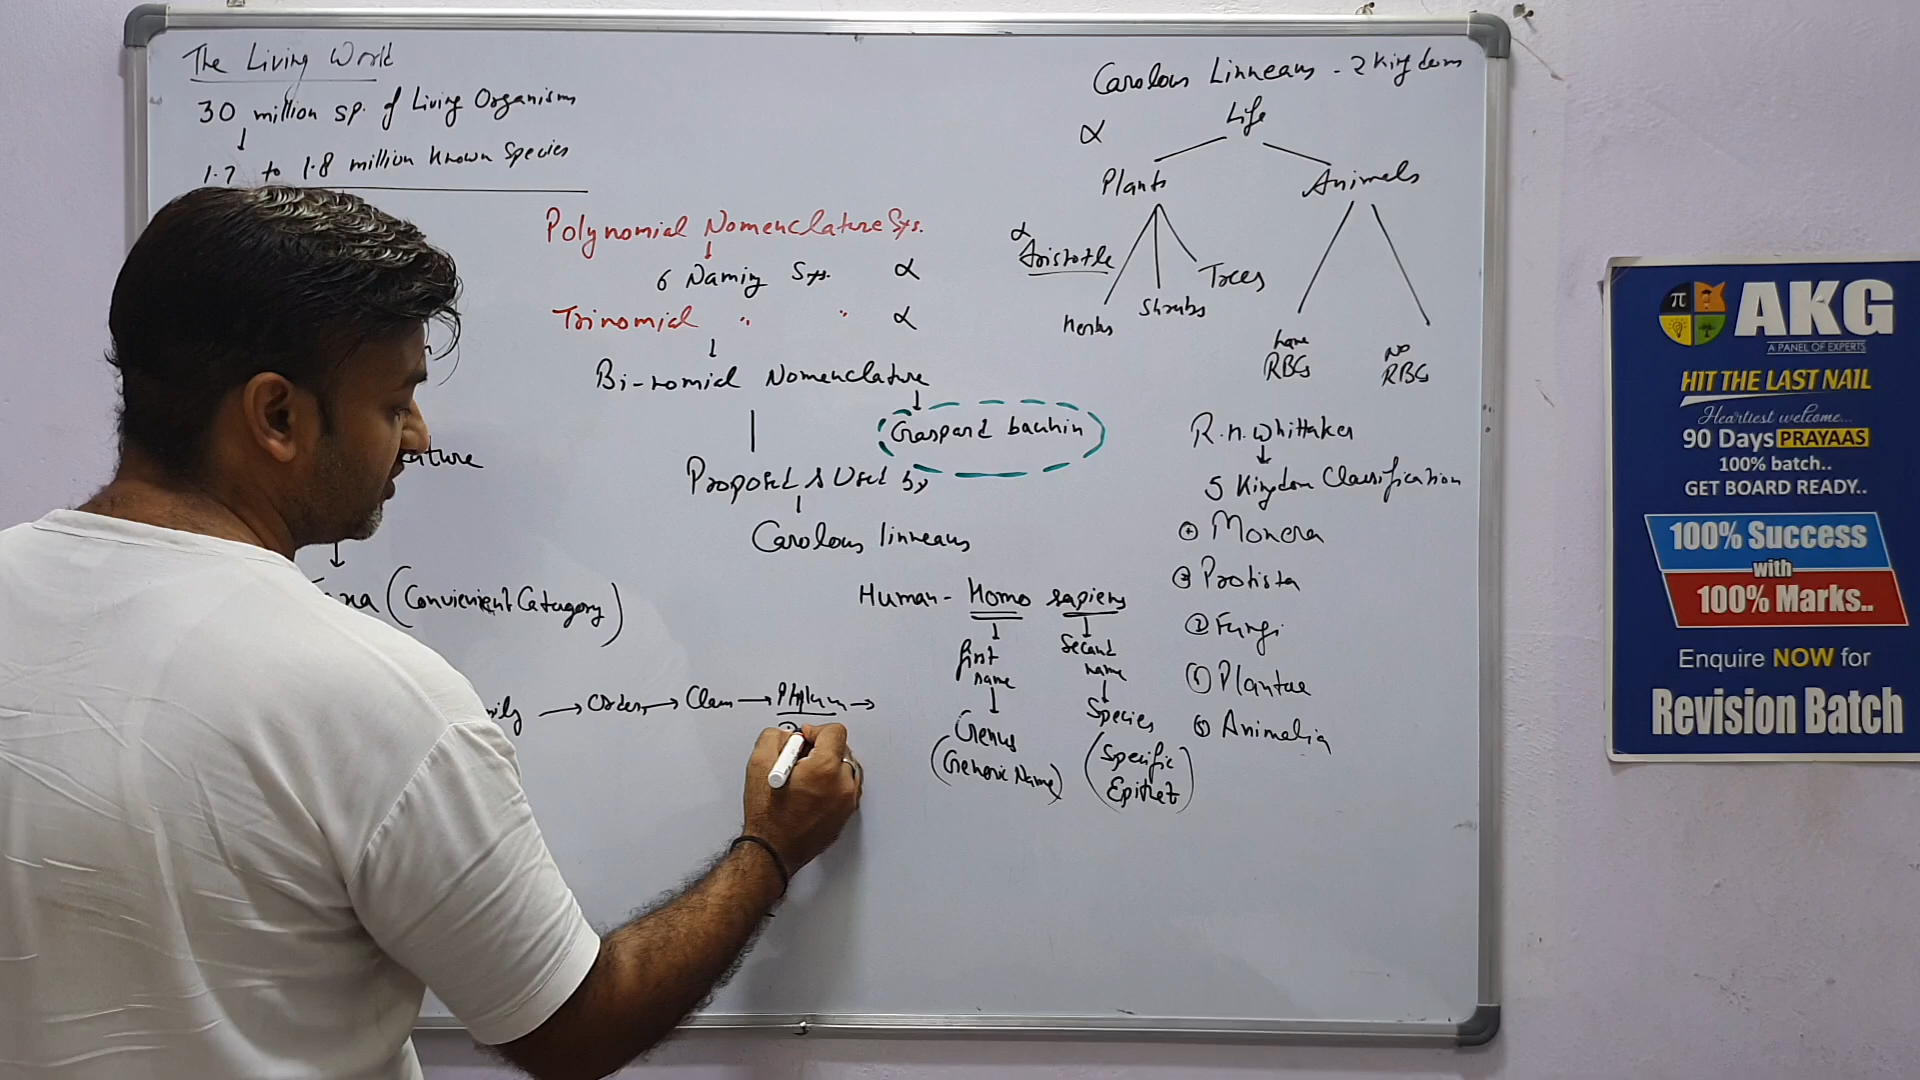 The Living World
30 million sp. of Living Organisms
1.7 to 1.8 million known Species
Polynomial Nomenclature Sys.
6 Naming Sys. α
Trinomial " " α
Bi-nomial Nomenclature
Gaspard bauhin
Proposed & Used by
Carolous linneaus
ature
(Convienient Catagory)
Order → Class → Phylum →
Human - Homo sapiens
first name
Second name
Genus
(Generic Name)
Species
(Specific Epithet)
Carolous Linneaus - 2 Kingdoms
Life
α
Plants
Animals
α
Aristotle
Herbs
Shrubs
Trees
have RBCs
no RBCs
R.H. Whittaker
5 Kingdom Classification
Monera
Protista
Fungi
Plantae
Animalia
π
AKG
A PANEL OF EXPERTS
HIT THE LAST NAIL
Heartiest welcome...
90 Days PRAYAAS
100% batch..
GET BOARD READY..
100% Success
with
100% Marks..
Enquire NOW for
Revision Batch